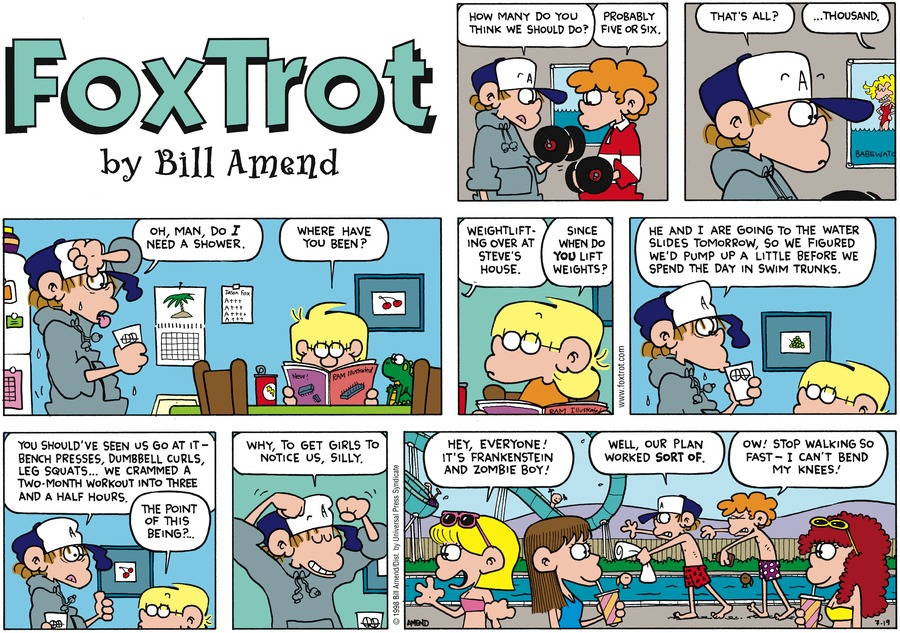 FoxTrot
by Bill Amend
HOW MANY DO YOU
THINK WE SHOULD DO?
PROBABLY
FIVE OR SIX.
A
THAT'S ALL?
...THOUSAND.
A
BABEWATC
OH, MAN, DO I
NEED A SHOWER.
WHERE HAVE
YOU BEEN?
Jason Fox
A+++
A+++
A+++
A+++
New!
RAM Illustrated
WEIGHTLIFT-
ING OVER AT
STEVE'S
HOUSE.
SINCE
WHEN DO
YOU LIFT
WEIGHTS?
RAM Illustrated
www.foxtrot.com
HE AND I ARE GOING TO THE WATER
SLIDES TOMORROW, SO WE FIGURED
WE'D PUMP UP A LITTLE BEFORE WE
SPEND THE DAY IN SWIM TRUNKS.
A
YOU SHOULD'VE SEEN US GO AT IT –
BENCH PRESSES, DUMBBELL CURLS,
LEG SQUATS... WE CRAMMED A
TWO-MONTH WORKOUT INTO THREE
AND A HALF HOURS.
THE POINT
OF THIS
BEING?...
WHY, TO GET GIRLS TO
NOTICE US, SILLY.
A
© 1998 Bill Amend/Dist. by Universal Press Syndicate
HEY, EVERYONE!
IT'S FRANKENSTEIN
AND ZOMBIE BOY!
WELL, OUR PLAN
WORKED SORT OF.
OW! STOP WALKING SO
FAST – I CAN'T BEND
MY KNEES!
AMEND
7-19